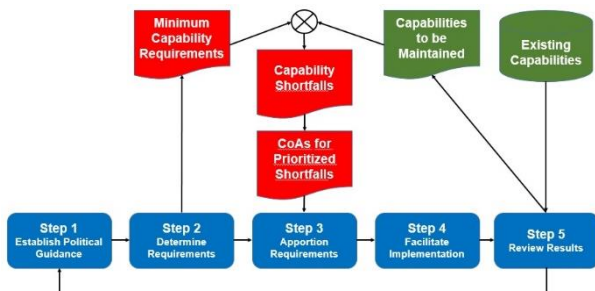 Minimum
Capability
Requirements
Capabilities
to be
Maintained
Existing
Capabilities
Capability
Shortfalls
CoAs for
Prioritized
Shortfalls
Step 1
Establish Political
Guidance
Step 2
Determine
Requirements
Step 3
Apportion
Requirements
Step 4
Facilitate
Implementation
Step 5
Review Results